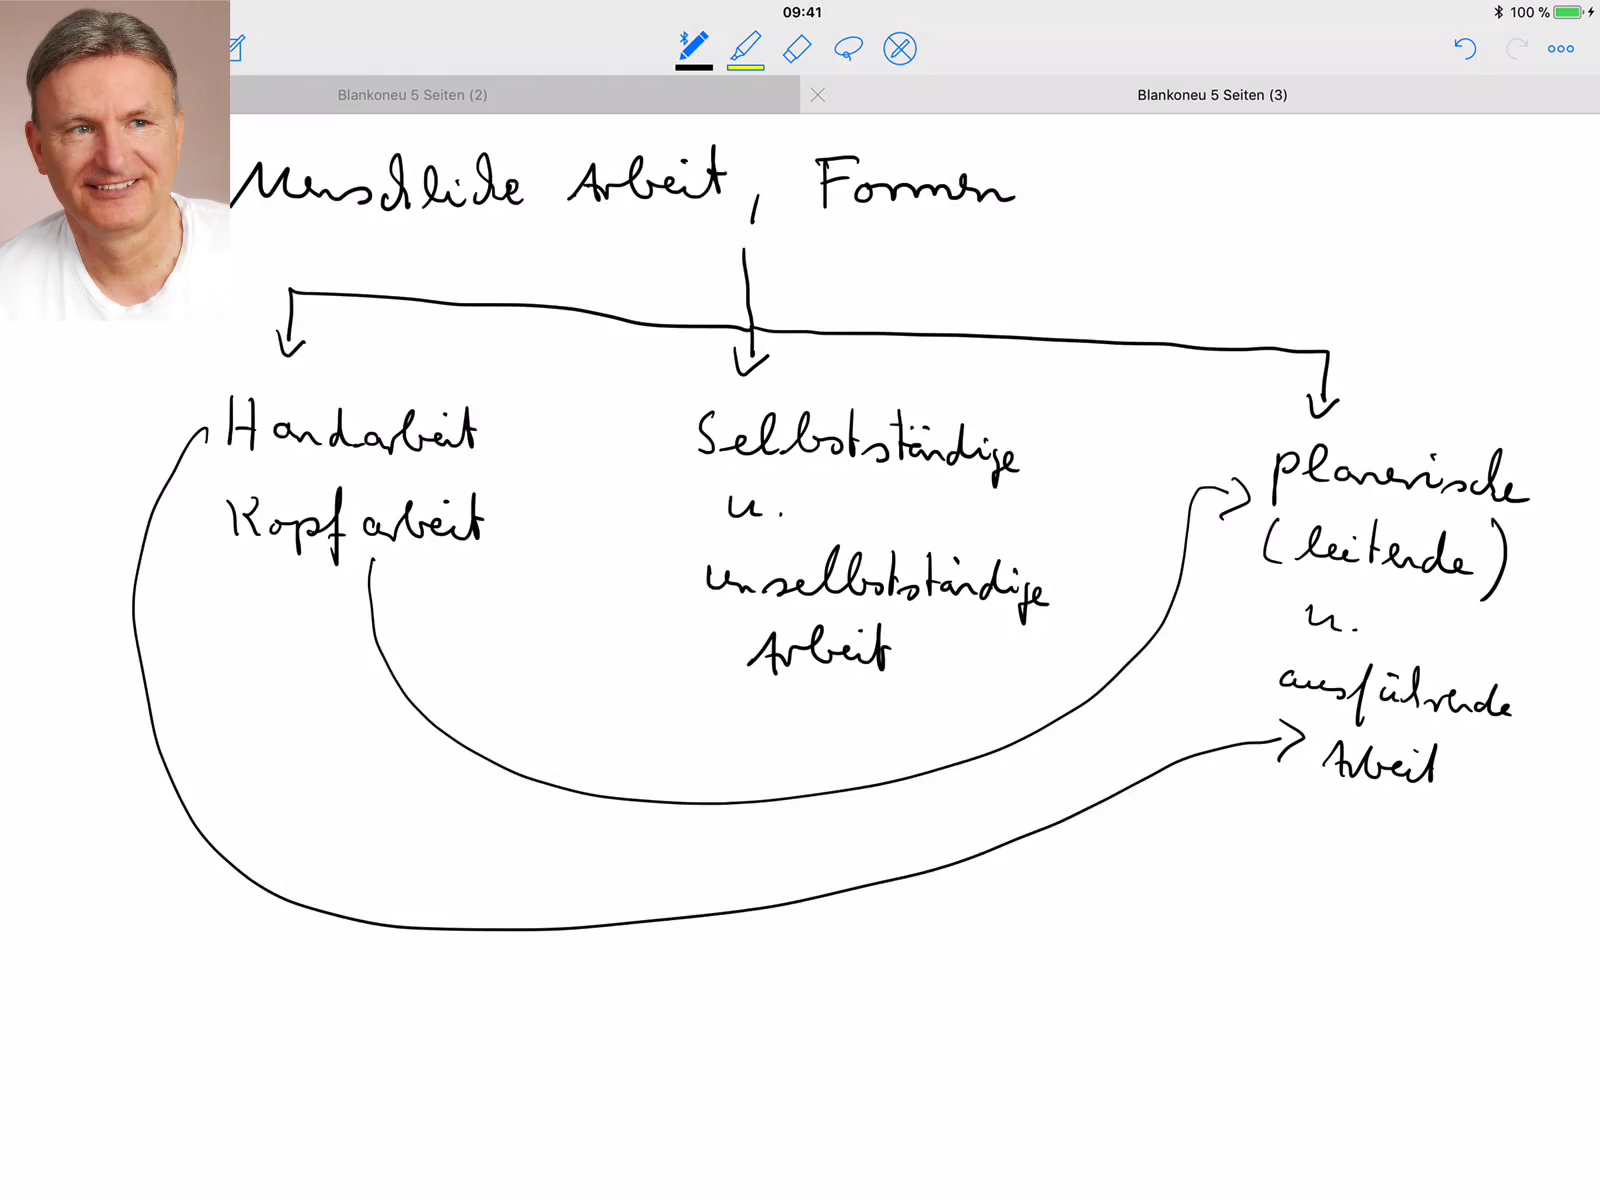 09:41
100 %
Blankoneu 5 Seiten (2)
Blankoneu 5 Seiten (3)
Menschliche Arbeit, Formen
Handarbeit
Kopfarbeit
Selbstständige
u.
unselbstständige
Arbeit
planerische
(leitende)
u.
ausführende
Arbeit